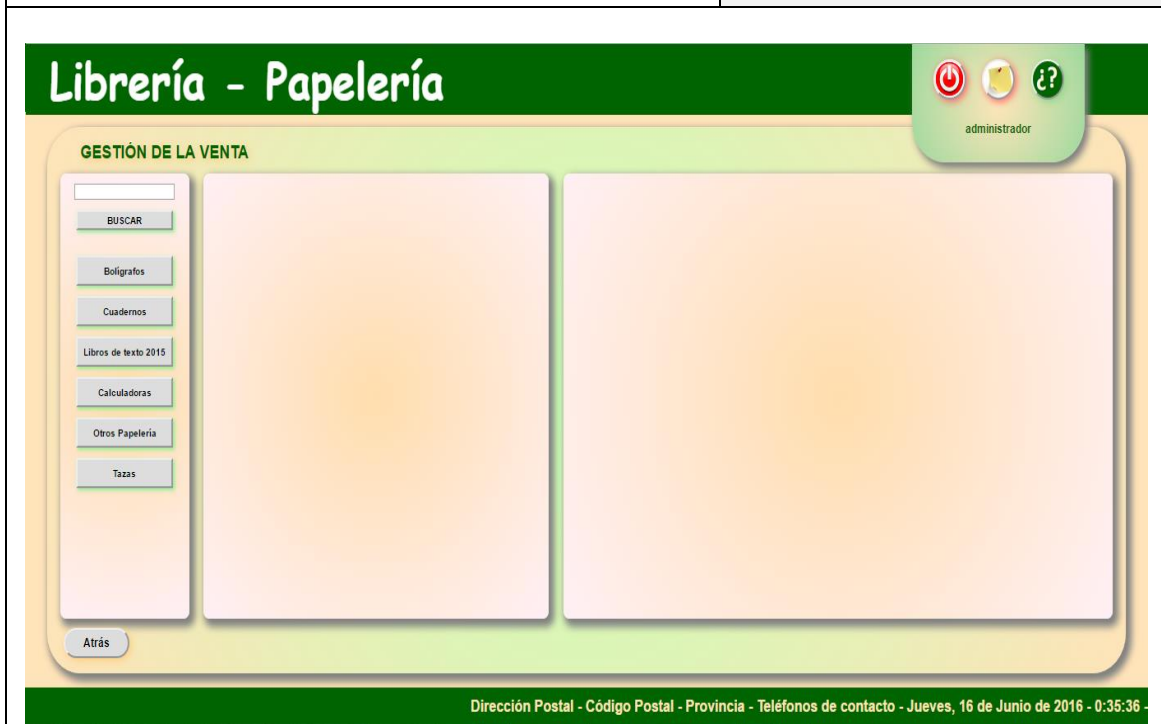 Librería - Papelería
¿?
administrador
GESTIÓN DE LA VENTA
BUSCAR
Bolígrafos
Cuadernos
Libros de texto 2015
Calculadoras
Otros Papelería
Tazas
Atrás
Dirección Postal - Código Postal - Provincia - Teléfonos de contacto - Jueves, 16 de Junio de 2016 - 0:35:36 -